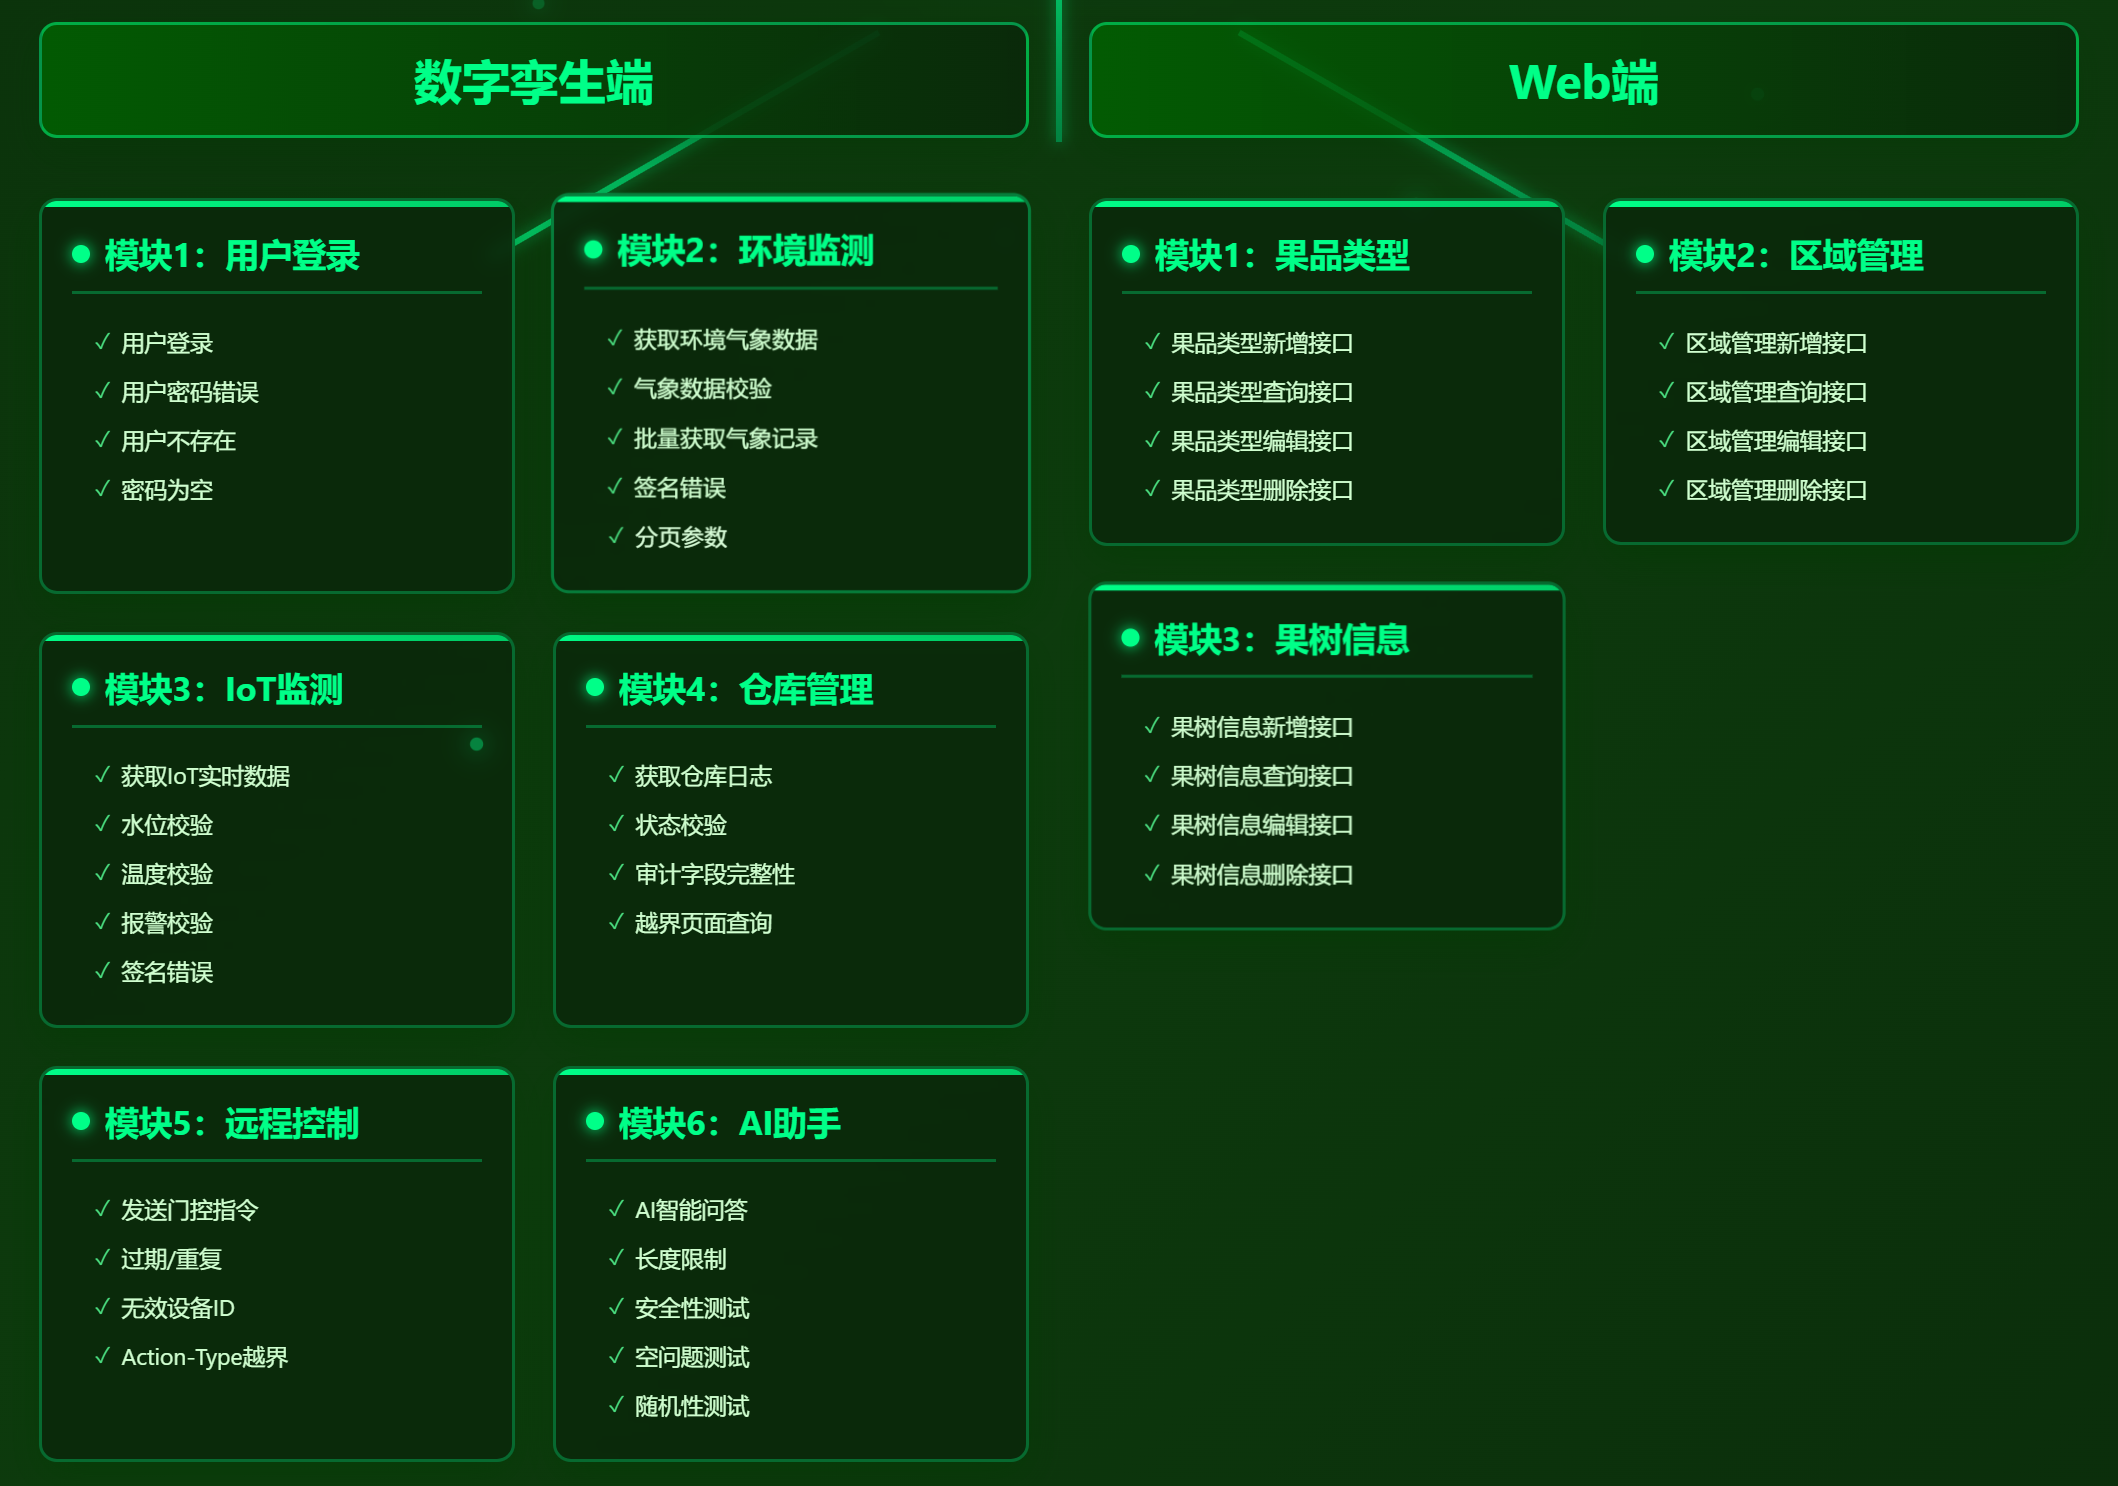 数字孪生端
模块1：用户登录
✓ 用户登录
✓ 用户密码错误
✓ 用户不存在
✓ 密码为空
模块2：环境监测
✓ 获取环境气象数据
✓ 气象数据校验
✓ 批量获取气象记录
✓ 签名错误
✓ 分页参数
模块3：IoT监测
✓ 获取IoT实时数据
✓ 水位校验
✓ 温度校验
✓ 报警校验
✓ 签名错误
模块4：仓库管理
✓ 获取仓库日志
✓ 状态校验
✓ 审计字段完整性
✓ 越界页面查询
模块5：远程控制
✓ 发送门控指令
✓ 过期/重复
✓ 无效设备ID
✓ Action-Type越界
模块6：AI助手
✓ AI智能问答
✓ 长度限制
✓ 安全性测试
✓ 空问题测试
✓ 随机性测试
Web端
模块1：果品类型
✓ 果品类型新增接口
✓ 果品类型查询接口
✓ 果品类型编辑接口
✓ 果品类型删除接口
模块2：区域管理
✓ 区域管理新增接口
✓ 区域管理查询接口
✓ 区域管理编辑接口
✓ 区域管理删除接口
模块3：果树信息
✓ 果树信息新增接口
✓ 果树信息查询接口
✓ 果树信息编辑接口
✓ 果树信息删除接口